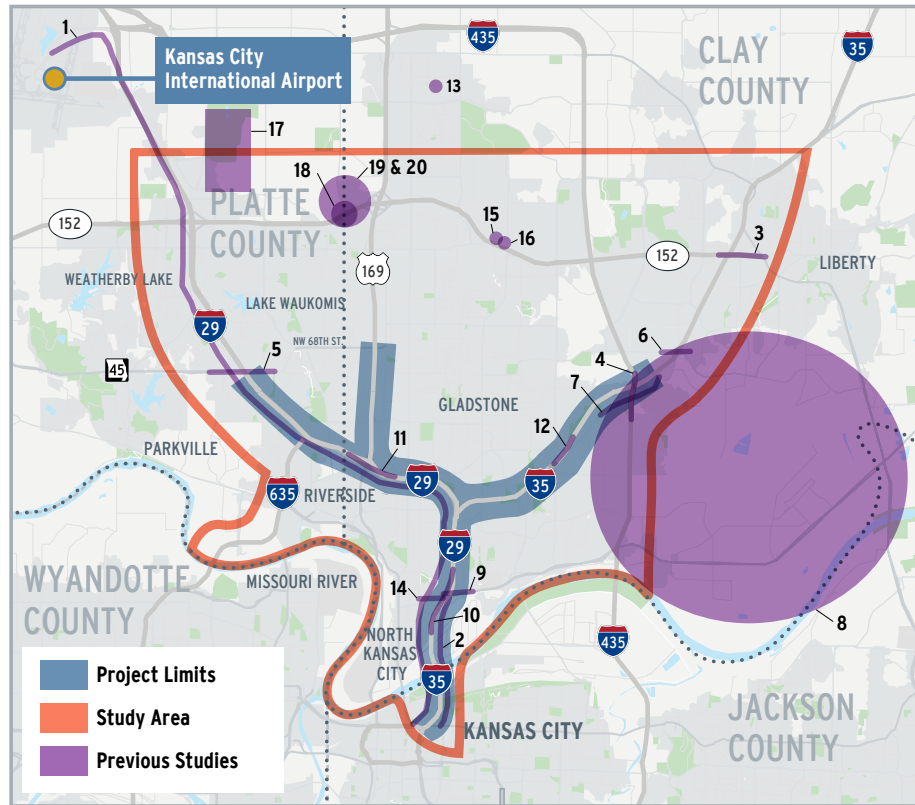 1
Kansas City
International Airport
435
35
CLAY
COUNTY
13
17
18
19 & 20
PLATTE
COUNTY
152
15
16
3
152
169
WEATHERBY LAKE
LIBERTY
LAKE WAUKOMIS
29
NW 68TH ST.
6
5
45
4
7
GLADSTONE
12
PARKVILLE
11
29
35
635
RIVERSIDE
29
WYANDOTTE
COUNTY
MISSOURI RIVER
9
14
10
8
NORTH
KANSAS
CITY
2
435
35
KANSAS CITY
JACKSON
COUNTY
Project Limits
Study Area
Previous Studies